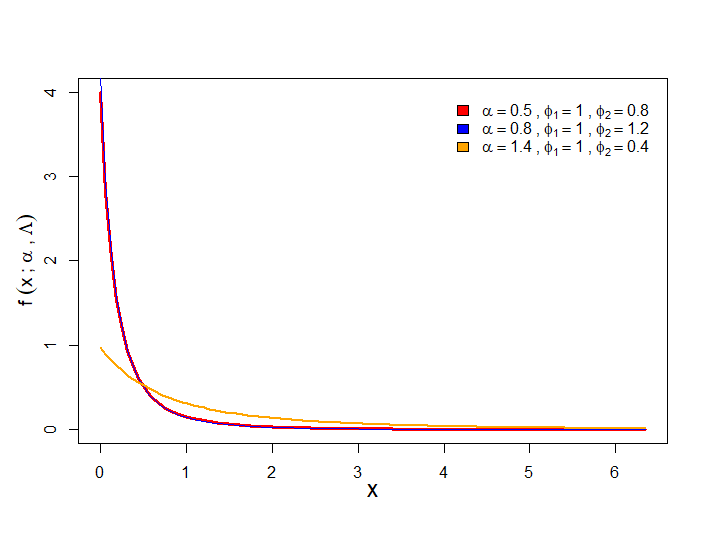 4
3
2
1
0
f ( x ; α , Λ )
α = 0.5 , ϕ₁ = 1 , ϕ₂ = 0.8
α = 0.8 , ϕ₁ = 1 , ϕ₂ = 1.2
α = 1.4 , ϕ₁ = 1 , ϕ₂ = 0.4
0 1 2 3 4 5 6
X